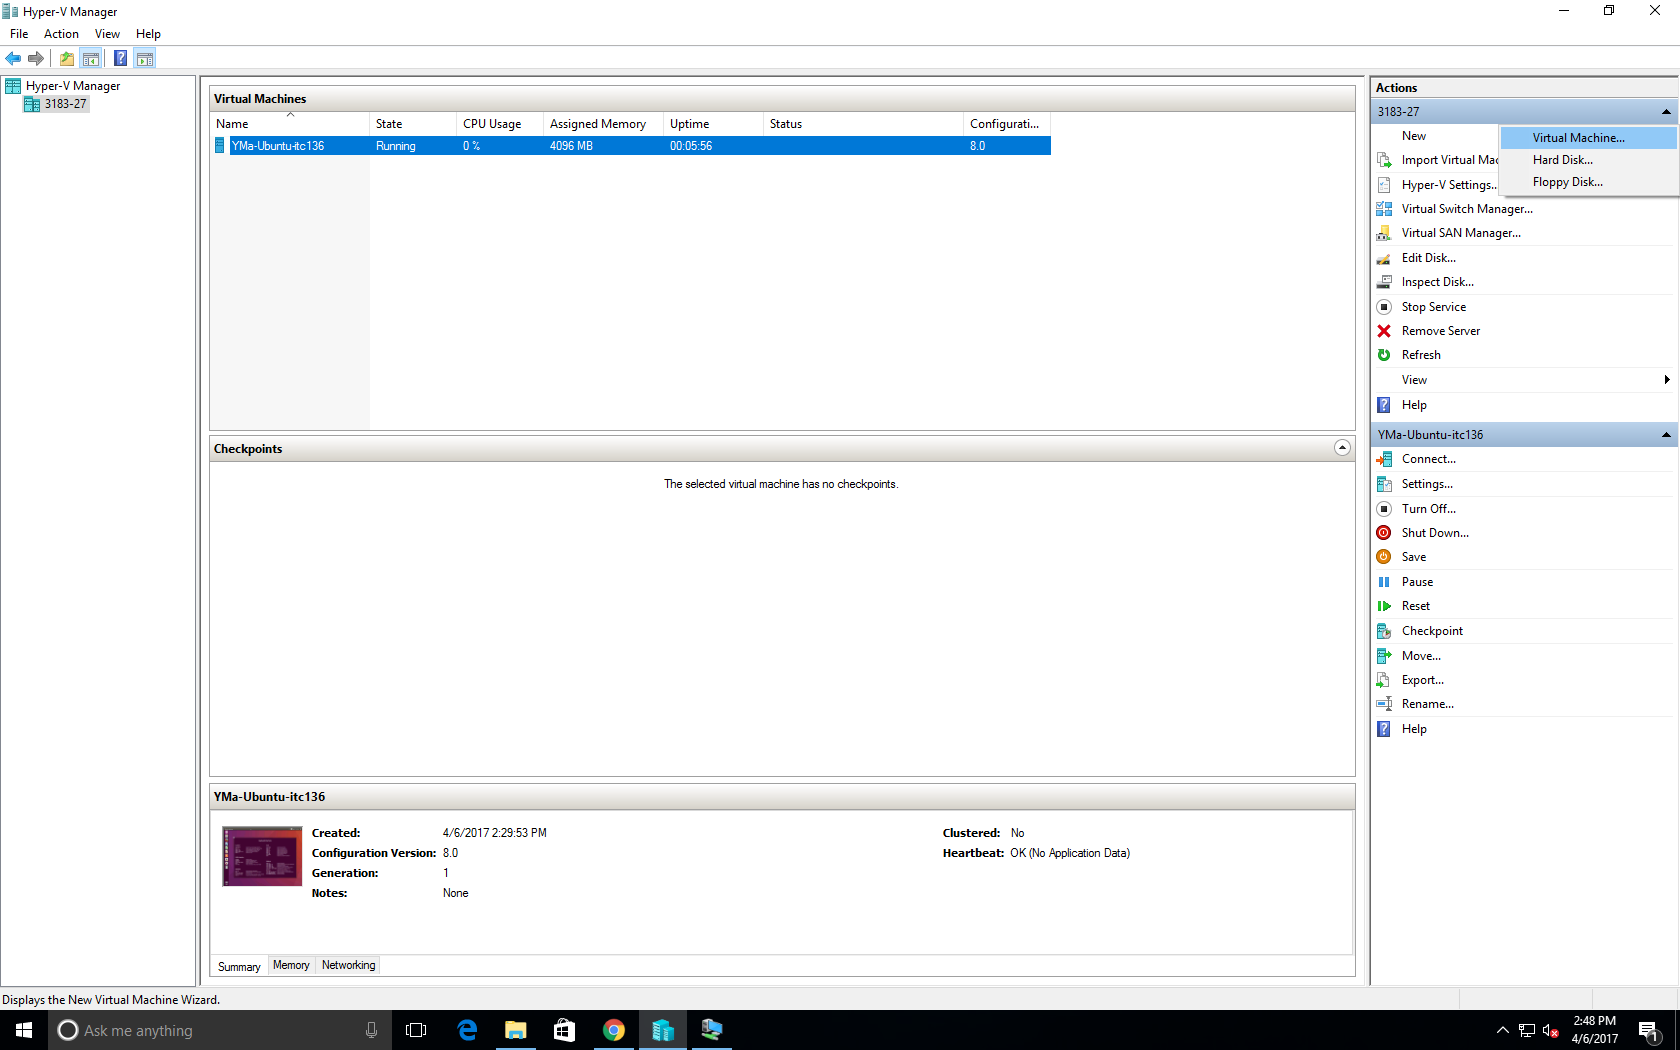 Hyper-V Manager
File Action View Help
Hyper-V Manager
3183-27
Virtual Machines
Name State CPU Usage Assigned Memory Uptime Status Configurati...
YMa-Ubuntu-itc136 Running 0 % 4096 MB 00:05:56 8.0
Checkpoints
The selected virtual machine has no checkpoints.
YMa-Ubuntu-itc136
Created: 4/6/2017 2:29:53 PM Clustered: No
Configuration Version: 8.0 Heartbeat: OK (No Application Data)
Generation: 1
Notes: None
Summary Memory Networking
Actions
3183-27
New
Virtual Machine...
Hard Disk...
Floppy Disk...
Import Virtual Mac
Hyper-V Settings..
Virtual Switch Manager...
Virtual SAN Manager...
Edit Disk...
Inspect Disk...
Stop Service
Remove Server
Refresh
View
Help
YMa-Ubuntu-itc136
Connect...
Settings...
Turn Off...
Shut Down...
Save
Pause
Reset
Checkpoint
Move...
Export...
Rename...
Help
Displays the New Virtual Machine Wizard.
Ask me anything
2:48 PM
4/6/2017
1